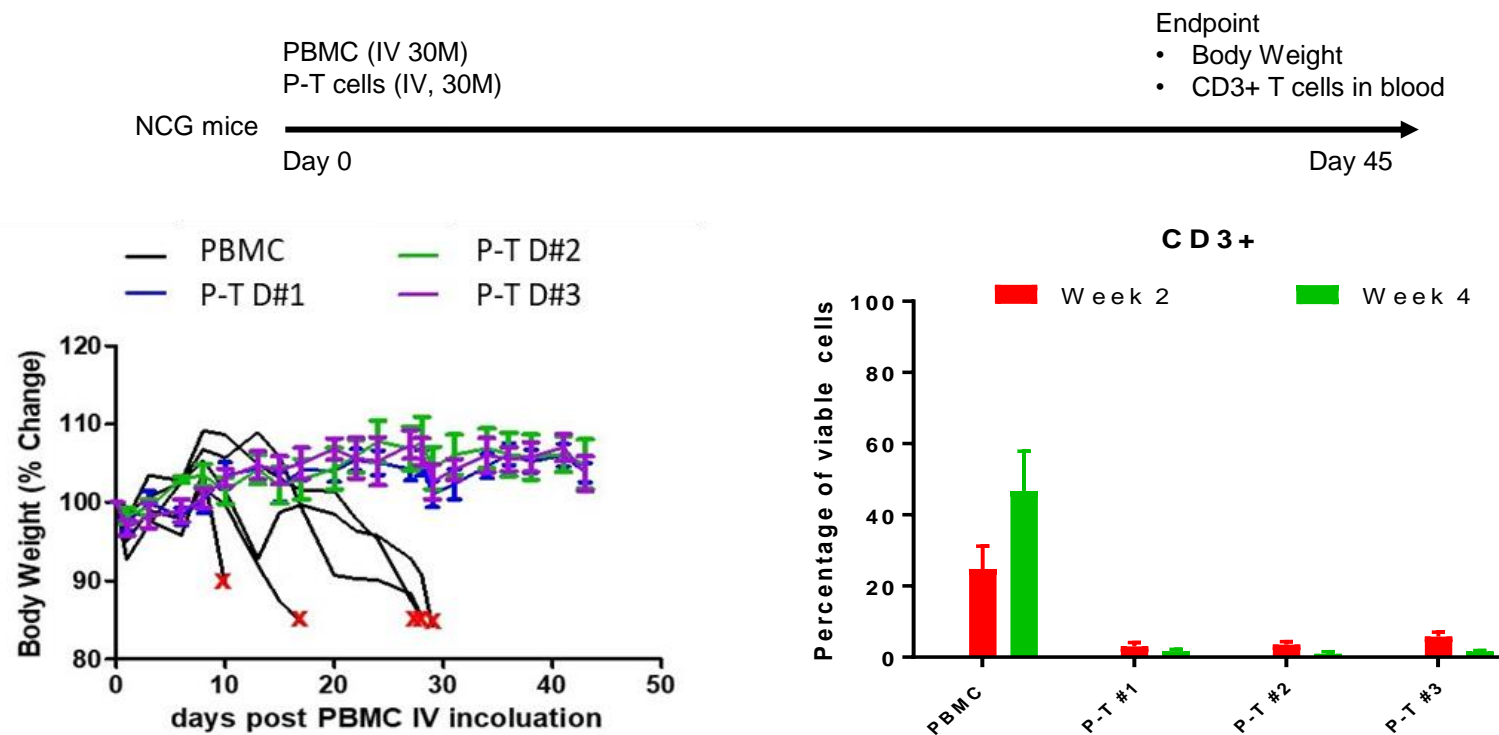 PBMC (IV 30M)
P-T cells (IV, 30M)
NCG mice
Day 0
Day 45
Endpoint
• Body Weight
• CD3+ T cells in blood
PBMC
P-T D#2
P-T D#1
P-T D#3
Body Weight (% Change)
120
110
100
90
80
X
X
X
X
X
0
10
20
30
40
50
days post PBMC IV incoluation
CD3+
Week 2
Week 4
Percentage of viable cells
100
80
60
40
20
0
PBMC
P-T #1
P-T #2
P-T #3